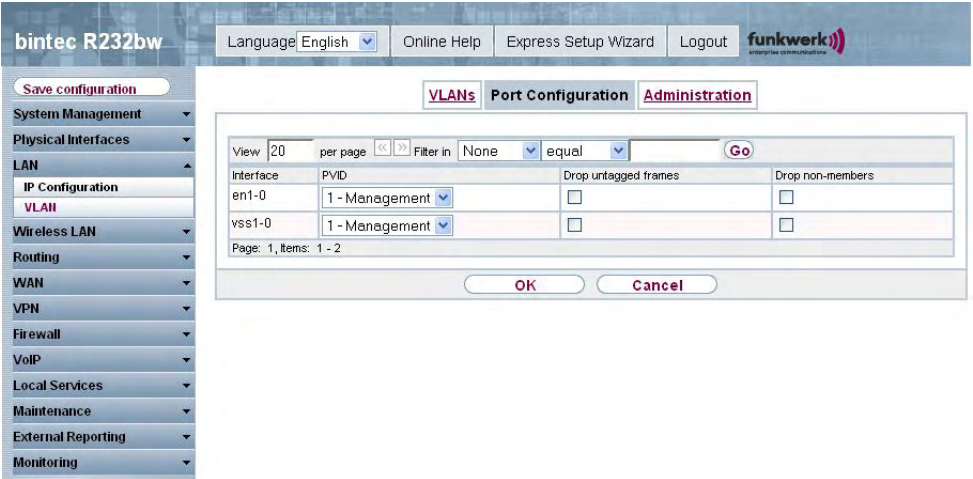 bintec R232bw
Language English Online Help Express Setup Wizard Logout funkwerk
enterprise communications
Save configuration
System Management
Physical Interfaces
LAN
IP Configuration
VLAN
Wireless LAN
Routing
WAN
VPN
Firewall
VoIP
Local Services
Maintenance
External Reporting
Monitoring
VLANs Port Configuration Administration
View 20 per page << >> Filter in None equal Go
Interface PVID Drop untagged frames Drop non-members
en1-0 1 - Management
vss1-0 1 - Management
Page: 1, Items: 1 - 2
OK Cancel